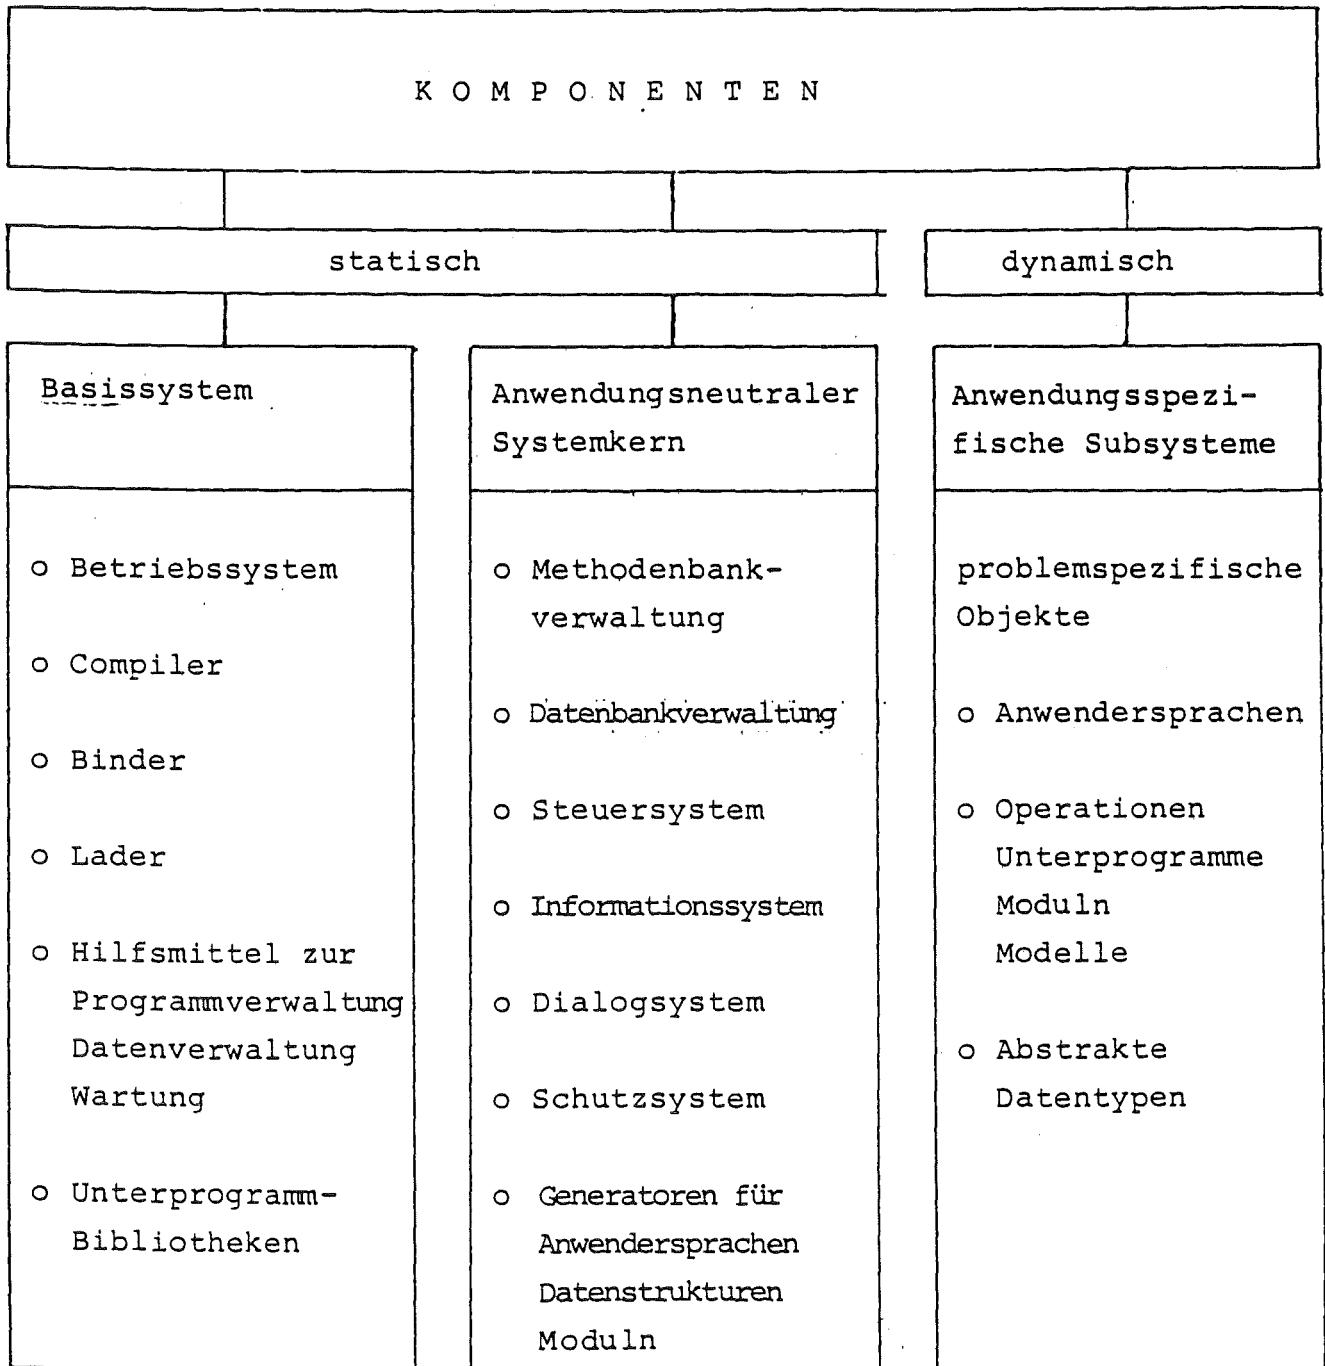 K O M P O N E N T E N
statisch
dynamisch
Basissystem
o Betriebssystem
o Compiler
o Binder
o Lader
o Hilfsmittel zur
Programmverwaltung
Datenverwaltung
Wartung
o Unterprogramm-
Bibliotheken
Anwendungsneutraler
Systemkern
o Methodenbank-
verwaltung
o Datenbankverwaltung
o Steuersystem
o Informationssystem
o Dialogsystem
o Schutzsystem
o Generatoren für
Anwendersprachen
Datenstrukturen
Moduln
Anwendungsspezi-
fische Subsysteme
problemspezifische
Objekte
o Anwendersprachen
o Operationen
Unterprogramme
Moduln
Modelle
o Abstrakte
Datentypen